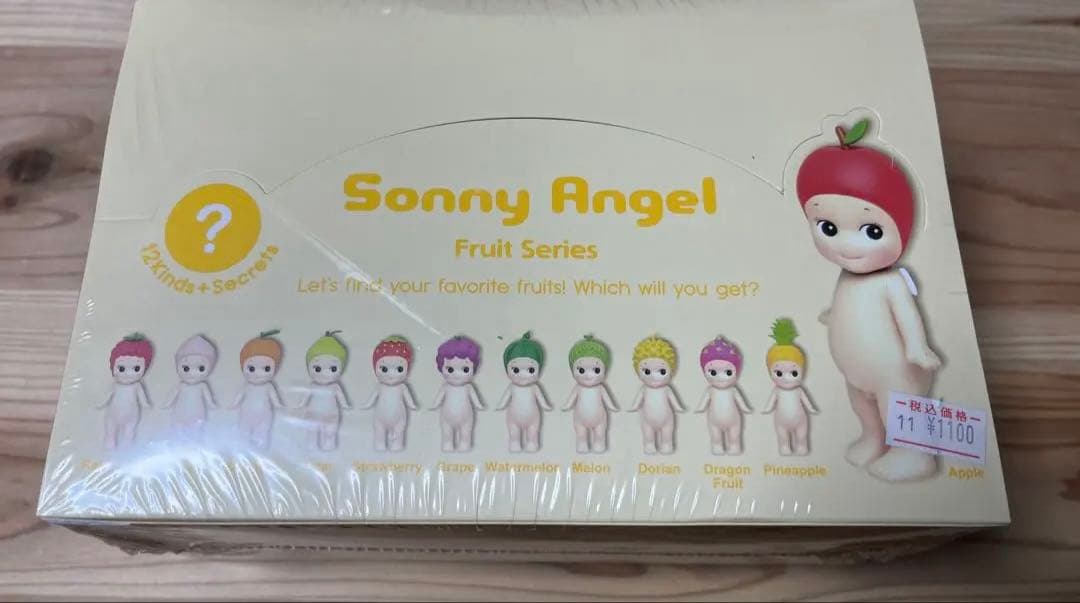 Sonny Angel
Fruit Series
Let's find your favorite fruits! Which will you get?
?
12Kinds+Secrets
Strawberry
Grape
Watermelon
Melon
Dorian
Dragon
Fruit
Pineapple
Apple
税込価格
11 ¥1100